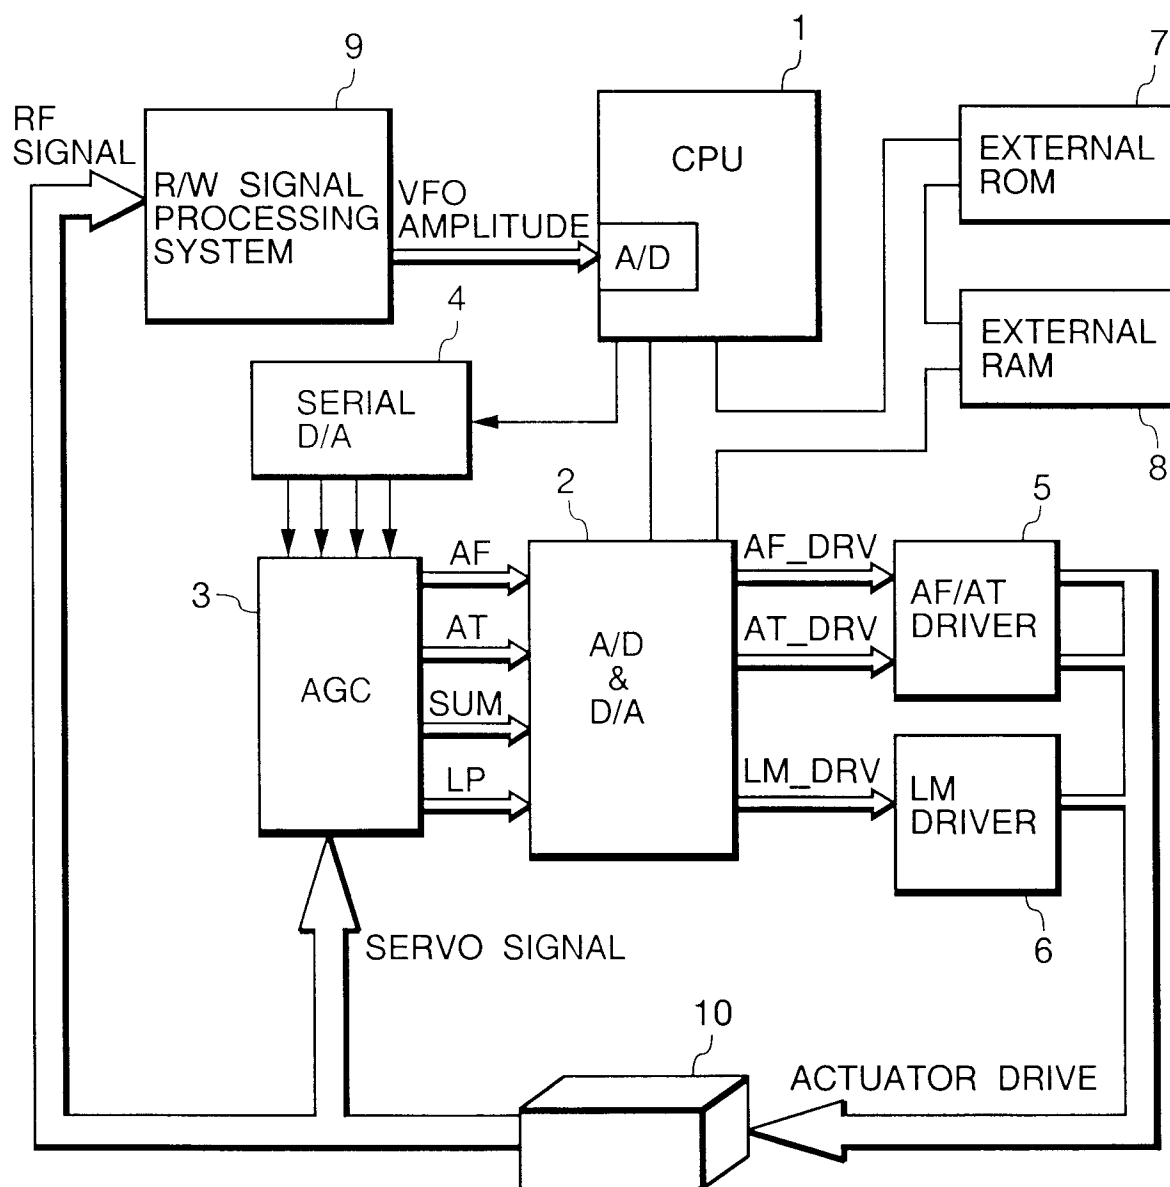 9
1
7
RF
SIGNAL
R/W SIGNAL
PROCESSING
SYSTEM
VFO
AMPLITUDE
CPU
A/D
EXTERNAL
ROM
4
SERIAL
D/A
EXTERNAL
RAM
8
2
5
3
AGC
AF
AT
SUM
LP
A/D
&
D/A
AF_DRV
AT_DRV
LM_DRV
AF/AT
DRIVER
LM
DRIVER
6
SERVO SIGNAL
10
ACTUATOR DRIVE